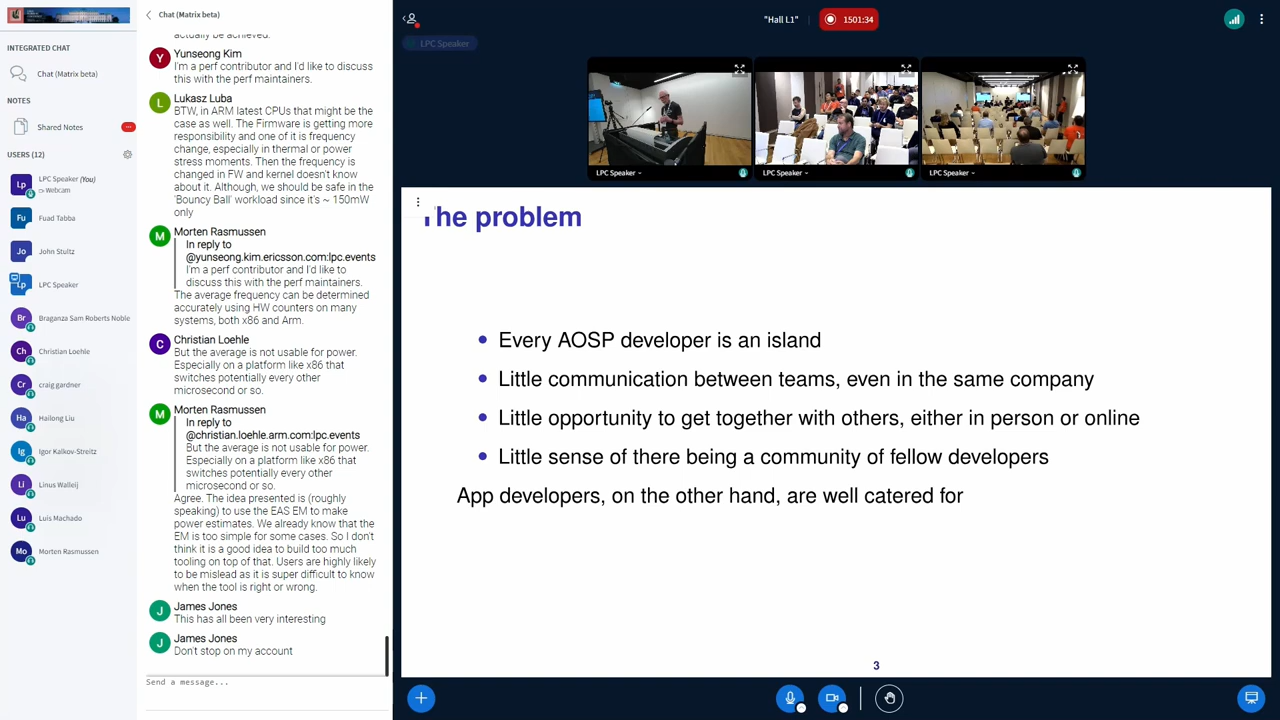 INTEGRATED CHAT
Chat (Matrix beta)
NOTES
Shared Notes
USERS (12)
Lp
LPC Speaker (You)
Webcam
Fu
Fuad Tabba
Jo
John Stultz
Lp
LPC Speaker
Br
Braganza Sam Roberts Noble
Ch
Christian Loehle
Cr
craig gardner
Ha
Hailong Liu
Ig
Igor Kalkov-Streitz
Li
Linus Walleij
Lu
Luis Machado
Mo
Morten Rasmussen
Chat (Matrix beta)
actually be achieved.
Y
Yunseong Kim
I'm a perf contributor and I'd like to
discuss this with the perf maintainers.
L
Lukasz Luba
BTW, in ARM latest CPUs that might be the
case as well. The Firmware is getting more
responsibility and one of it is frequency
change, especially in thermal or power
stress moments. Then the frequency is
changed in FW and kernel doesn't know
about it. Although, we should be safe in the
'Bouncy Ball' workload since it's ~ 150mW
only
M
Morten Rasmussen
In reply to
@yunseong.kim.ericsson.com:lpc.events
I'm a perf contributor and I'd like to
discuss this with the perf maintainers.
The average frequency can be determined
accurately using HW counters on many
systems, both x86 and Arm.
C
Christian Loehle
But the average is not usable for power.
Especially on a platform like x86 that
switches potentially every other
microsecond or so.
M
Morten Rasmussen
In reply to
@christian.loehle.arm.com:lpc.events
But the average is not usable for power.
Especially on a platform like x86 that
switches potentially every other
microsecond or so.
Agree. The idea presented is (roughly
speaking) to use the EAS EM to make
power estimates. We already know that the
EM is too simple for some cases. So I don't
think it is a good idea to build too much
tooling on top of that. Users are highly likely
to be mislead as it is super difficult to know
when the tool is right or wrong.
J
James Jones
This has all been very interesting
J
James Jones
Don't stop on my account
Send a message...
"Hall L1"
1501:34
LPC Speaker
LPC Speaker
LPC Speaker
LPC Speaker
The problem
• Every AOSP developer is an island
• Little communication between teams, even in the same company
• Little opportunity to get together with others, either in person or online
• Little sense of there being a community of fellow developers
App developers, on the other hand, are well catered for
3